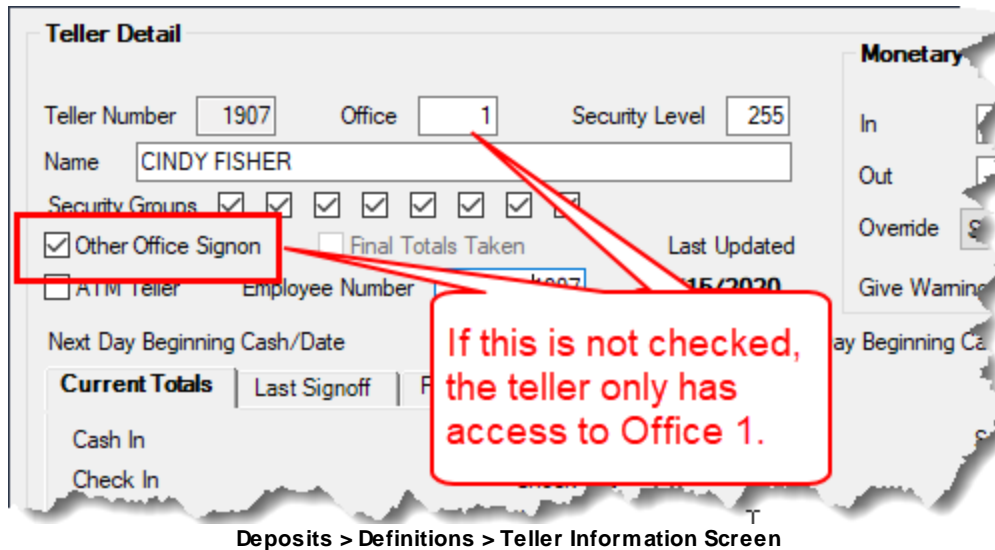 Teller Detail
Monetary
Teller Number 1907 Office 1 Security Level 255
In
Name CINDY FISHER
Out
Security Groups
Override
Other Office Signon Final Totals Taken Last Updated
ATM Teller Employee Number 15/2020
Give Warning
Next Day Beginning Cash/Date
ay Beginning Ca
If this is not checked,
the teller only has
access to Office 1.
Current Totals Last Signoff
Cash In
Check In
Deposits > Definitions > Teller Information Screen